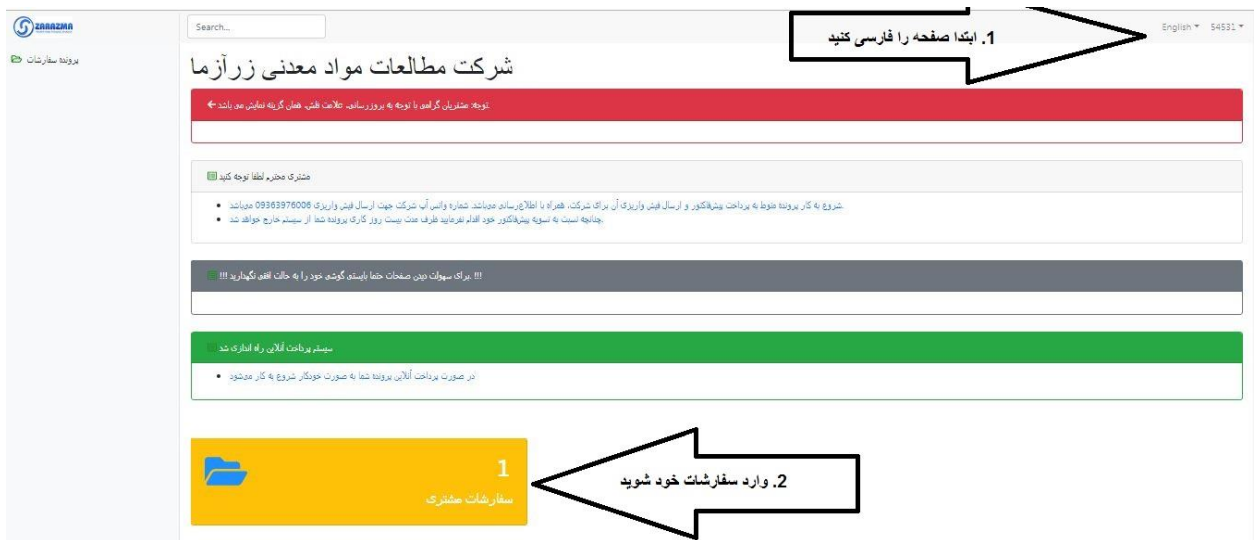 ZARAZMA
Search...
1. ابتدا صفحه را فارسی کنید
English
54531
پرونده سفارشات
شرکت مطالعات مواد معدنی زرآزما
توجه: مشتریان گرامی با توجه به بروزرسانی، علامت فلش، همان گزینه نمایش می باشد
مشتری محترم لطفا توجه کنید
شروع به کار پرونده منوط به پرداخت پیش‌فاکتور و ارسال فیش واریزی آن برای شرکت، همراه با اطلاع‌رسانی میباشد. شماره واتس آپ شرکت جهت ارسال فیش واریزی 09363976006 میباشد.
چنانچه نسبت به تسویه پیش‌فاکتور خود اقدام نفرمایید ظرف مدت بیست روز کاری پرونده شما از سیستم خارج خواهد شد.
!!! برای سهولت دیدن صفحات حتما بایستی گوشی خود را به حالت افقی نگهدارید !!!
سیستم پرداخت آنلاین راه اندازی شد
در صورت پرداخت آنلاین پرونده شما به صورت خودکار شروع به کار میشود
1
سفارشات مشتری
2. وارد سفارشات خود شوید